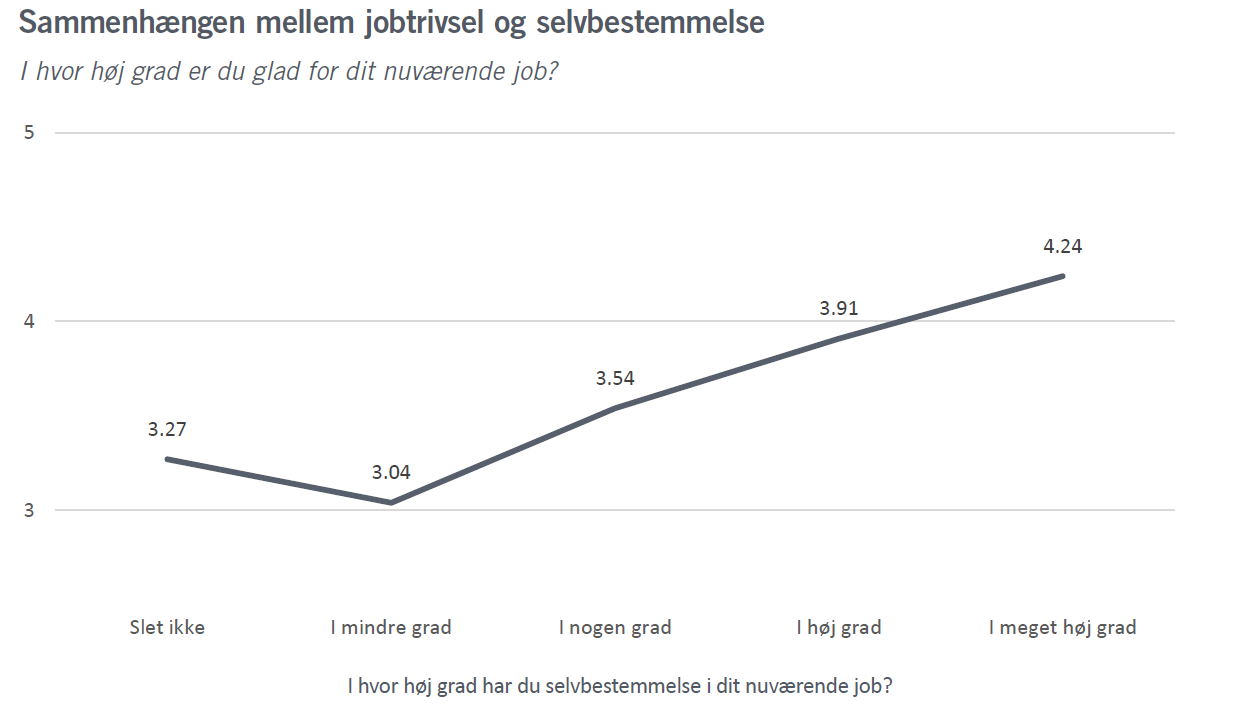 Sammenhængen mellem jobtrivsel og selvbestemmelse
I hvor høj grad er du glad for dit nuværende job?
5
4.24
4
3.91
3.54
3.27
3.04
3
Slet ikke
I mindre grad
I nogen grad
I høj grad
I meget høj grad
I hvor høj grad har du selvbestemmelse i dit nuværende job?